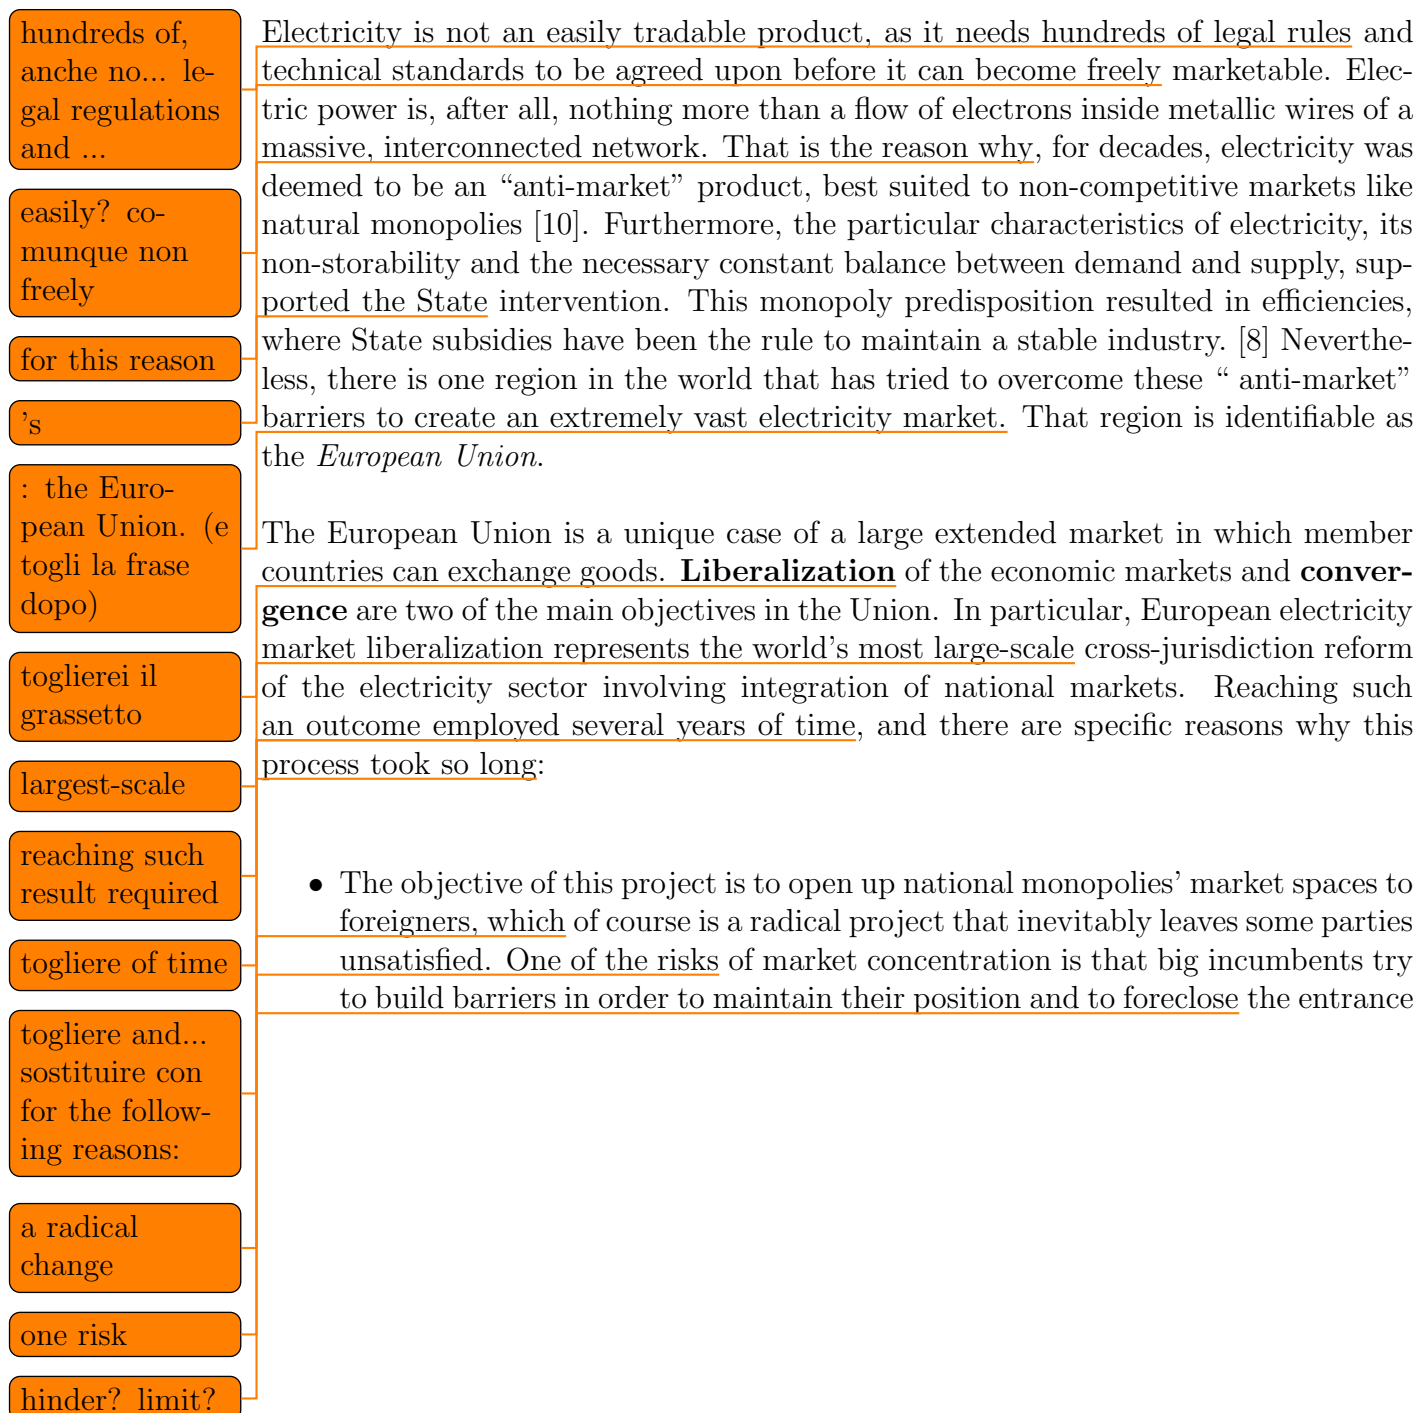 hundreds of,
anche no... le-
gal regulations
and ...
easily? co-
munque non
freely
for this reason
's
: the Euro-
pean Union. (e
togli la frase
dopo)
toglierei il
grassetto
largest-scale
reaching such
result required
togliere of time
togliere and...
sostituire con
for the follow-
ing reasons:
a radical
change
one risk
hinder? limit?
Electricity is not an easily tradable product, as it needs hundreds of legal rules and
technical standards to be agreed upon before it can become freely marketable. Elec-
tric power is, after all, nothing more than a flow of electrons inside metallic wires of a
massive, interconnected network. That is the reason why, for decades, electricity was
deemed to be an “anti-market” product, best suited to non-competitive markets like
natural monopolies [10]. Furthermore, the particular characteristics of electricity, its
non-storability and the necessary constant balance between demand and supply, sup-
ported the State intervention. This monopoly predisposition resulted in efficiencies,
where State subsidies have been the rule to maintain a stable industry. [8] Neverthe-
less, there is one region in the world that has tried to overcome these “ anti-market”
barriers to create an extremely vast electricity market. That region is identifiable as
the European Union.
The European Union is a unique case of a large extended market in which member
countries can exchange goods. Liberalization of the economic markets and conver-
gence are two of the main objectives in the Union. In particular, European electricity
market liberalization represents the world's most large-scale cross-jurisdiction reform
of the electricity sector involving integration of national markets. Reaching such
an outcome employed several years of time, and there are specific reasons why this
process took so long:
• The objective of this project is to open up national monopolies' market spaces to
foreigners, which of course is a radical project that inevitably leaves some parties
unsatisfied. One of the risks of market concentration is that big incumbents try
to build barriers in order to maintain their position and to foreclose the entrance